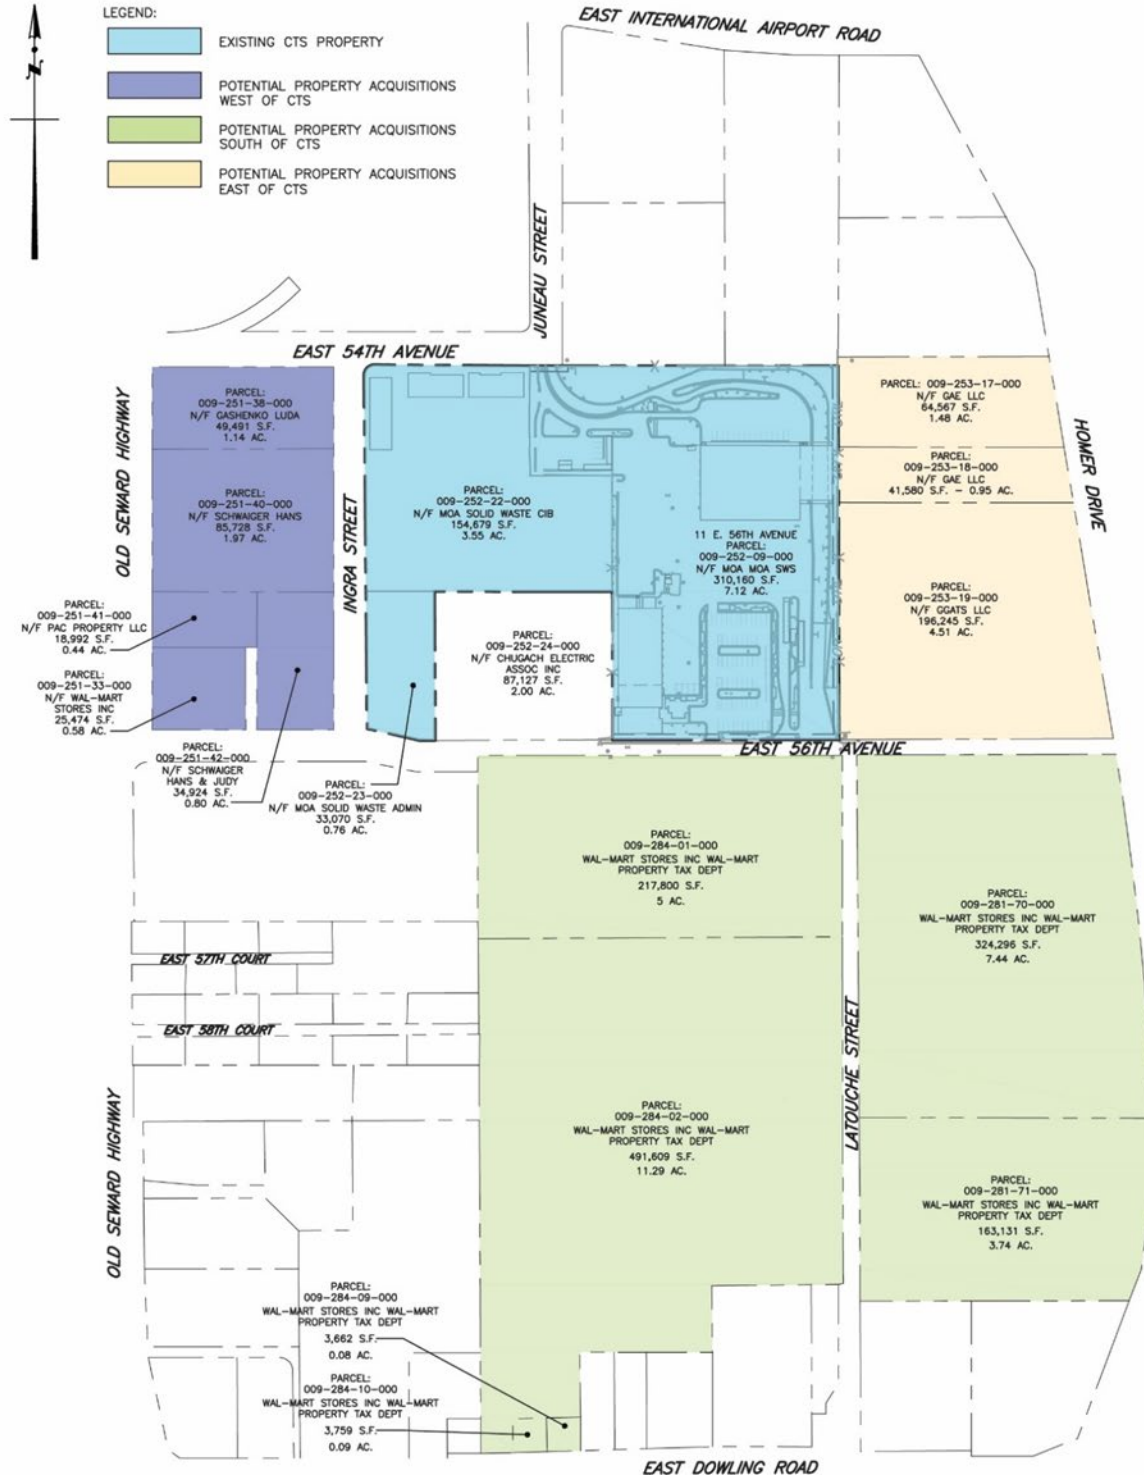 LEGEND:
EXISTING CTS PROPERTY
POTENTIAL PROPERTY ACQUISITIONS
WEST OF CTS
POTENTIAL PROPERTY ACQUISITIONS
SOUTH OF CTS
POTENTIAL PROPERTY ACQUISITIONS
EAST OF CTS
N
EAST INTERNATIONAL AIRPORT ROAD
JUNEAU STREET
EAST 54TH AVENUE
OLD SEWARD HIGHWAY
INGRA STREET
HOMER DRIVE
PARCEL:
009-251-38-000
N/F GASHENKO LUDA
49,491 S.F.
1.14 AC.
PARCEL:
009-251-40-000
N/F SCHWAIGER HANS
85,728 S.F.
1.97 AC.
PARCEL:
009-251-41-000
N/F PAC PROPERTY LLC
18,992 S.F.
0.44 AC.
PARCEL:
009-251-33-000
N/F WAL-MART
STORES INC
25,474 S.F.
0.58 AC.
PARCEL:
009-251-42-000
N/F SCHWAIGER
HANS & JUDY
34,924 S.F.
0.80 AC.
PARCEL:
009-252-22-000
N/F MOA SOLID WASTE CIB
154,679 S.F.
3.55 AC.
PARCEL:
009-252-23-000
N/F MOA SOLID WASTE ADMIN
33,070 S.F.
0.76 AC.
PARCEL:
009-252-24-000
N/F CHUGACH ELECTRIC
ASSOC INC
87,127 S.F.
2.00 AC.
11 E. 56TH AVENUE
PARCEL:
009-252-09-000
N/F MOA MOA SWS
310,160 S.F.
7.12 AC.
PARCEL: 009-253-17-000
N/F GAE LLC
64,567 S.F.
1.48 AC.
PARCEL:
009-253-18-000
N/F GAE LLC
41,580 S.F. - 0.95 AC.
PARCEL:
009-253-19-000
N/F GGATS LLC
196,245 S.F.
4.51 AC.
EAST 56TH AVENUE
PARCEL:
009-284-01-000
WAL-MART STORES INC WAL-MART
PROPERTY TAX DEPT
217,800 S.F.
5 AC.
PARCEL:
009-281-70-000
WAL-MART STORES INC WAL-MART
PROPERTY TAX DEPT
324,296 S.F.
7.44 AC.
EAST 57TH COURT
EAST 58TH COURT
LATOUCHE STREET
OLD SEWARD HIGHWAY
PARCEL:
009-284-02-000
WAL-MART STORES INC WAL-MART
PROPERTY TAX DEPT
491,609 S.F.
11.29 AC.
PARCEL:
009-281-71-000
WAL-MART STORES INC WAL-MART
PROPERTY TAX DEPT
163,131 S.F.
3.74 AC.
PARCEL:
009-284-09-000
WAL-MART STORES INC WAL-MART
PROPERTY TAX DEPT
3,662 S.F.
0.08 AC.
PARCEL:
009-284-10-000
WAL-MART STORES INC WAL-MART
PROPERTY TAX DEPT
3,759 S.F.
0.09 AC.
EAST DOWLING ROAD